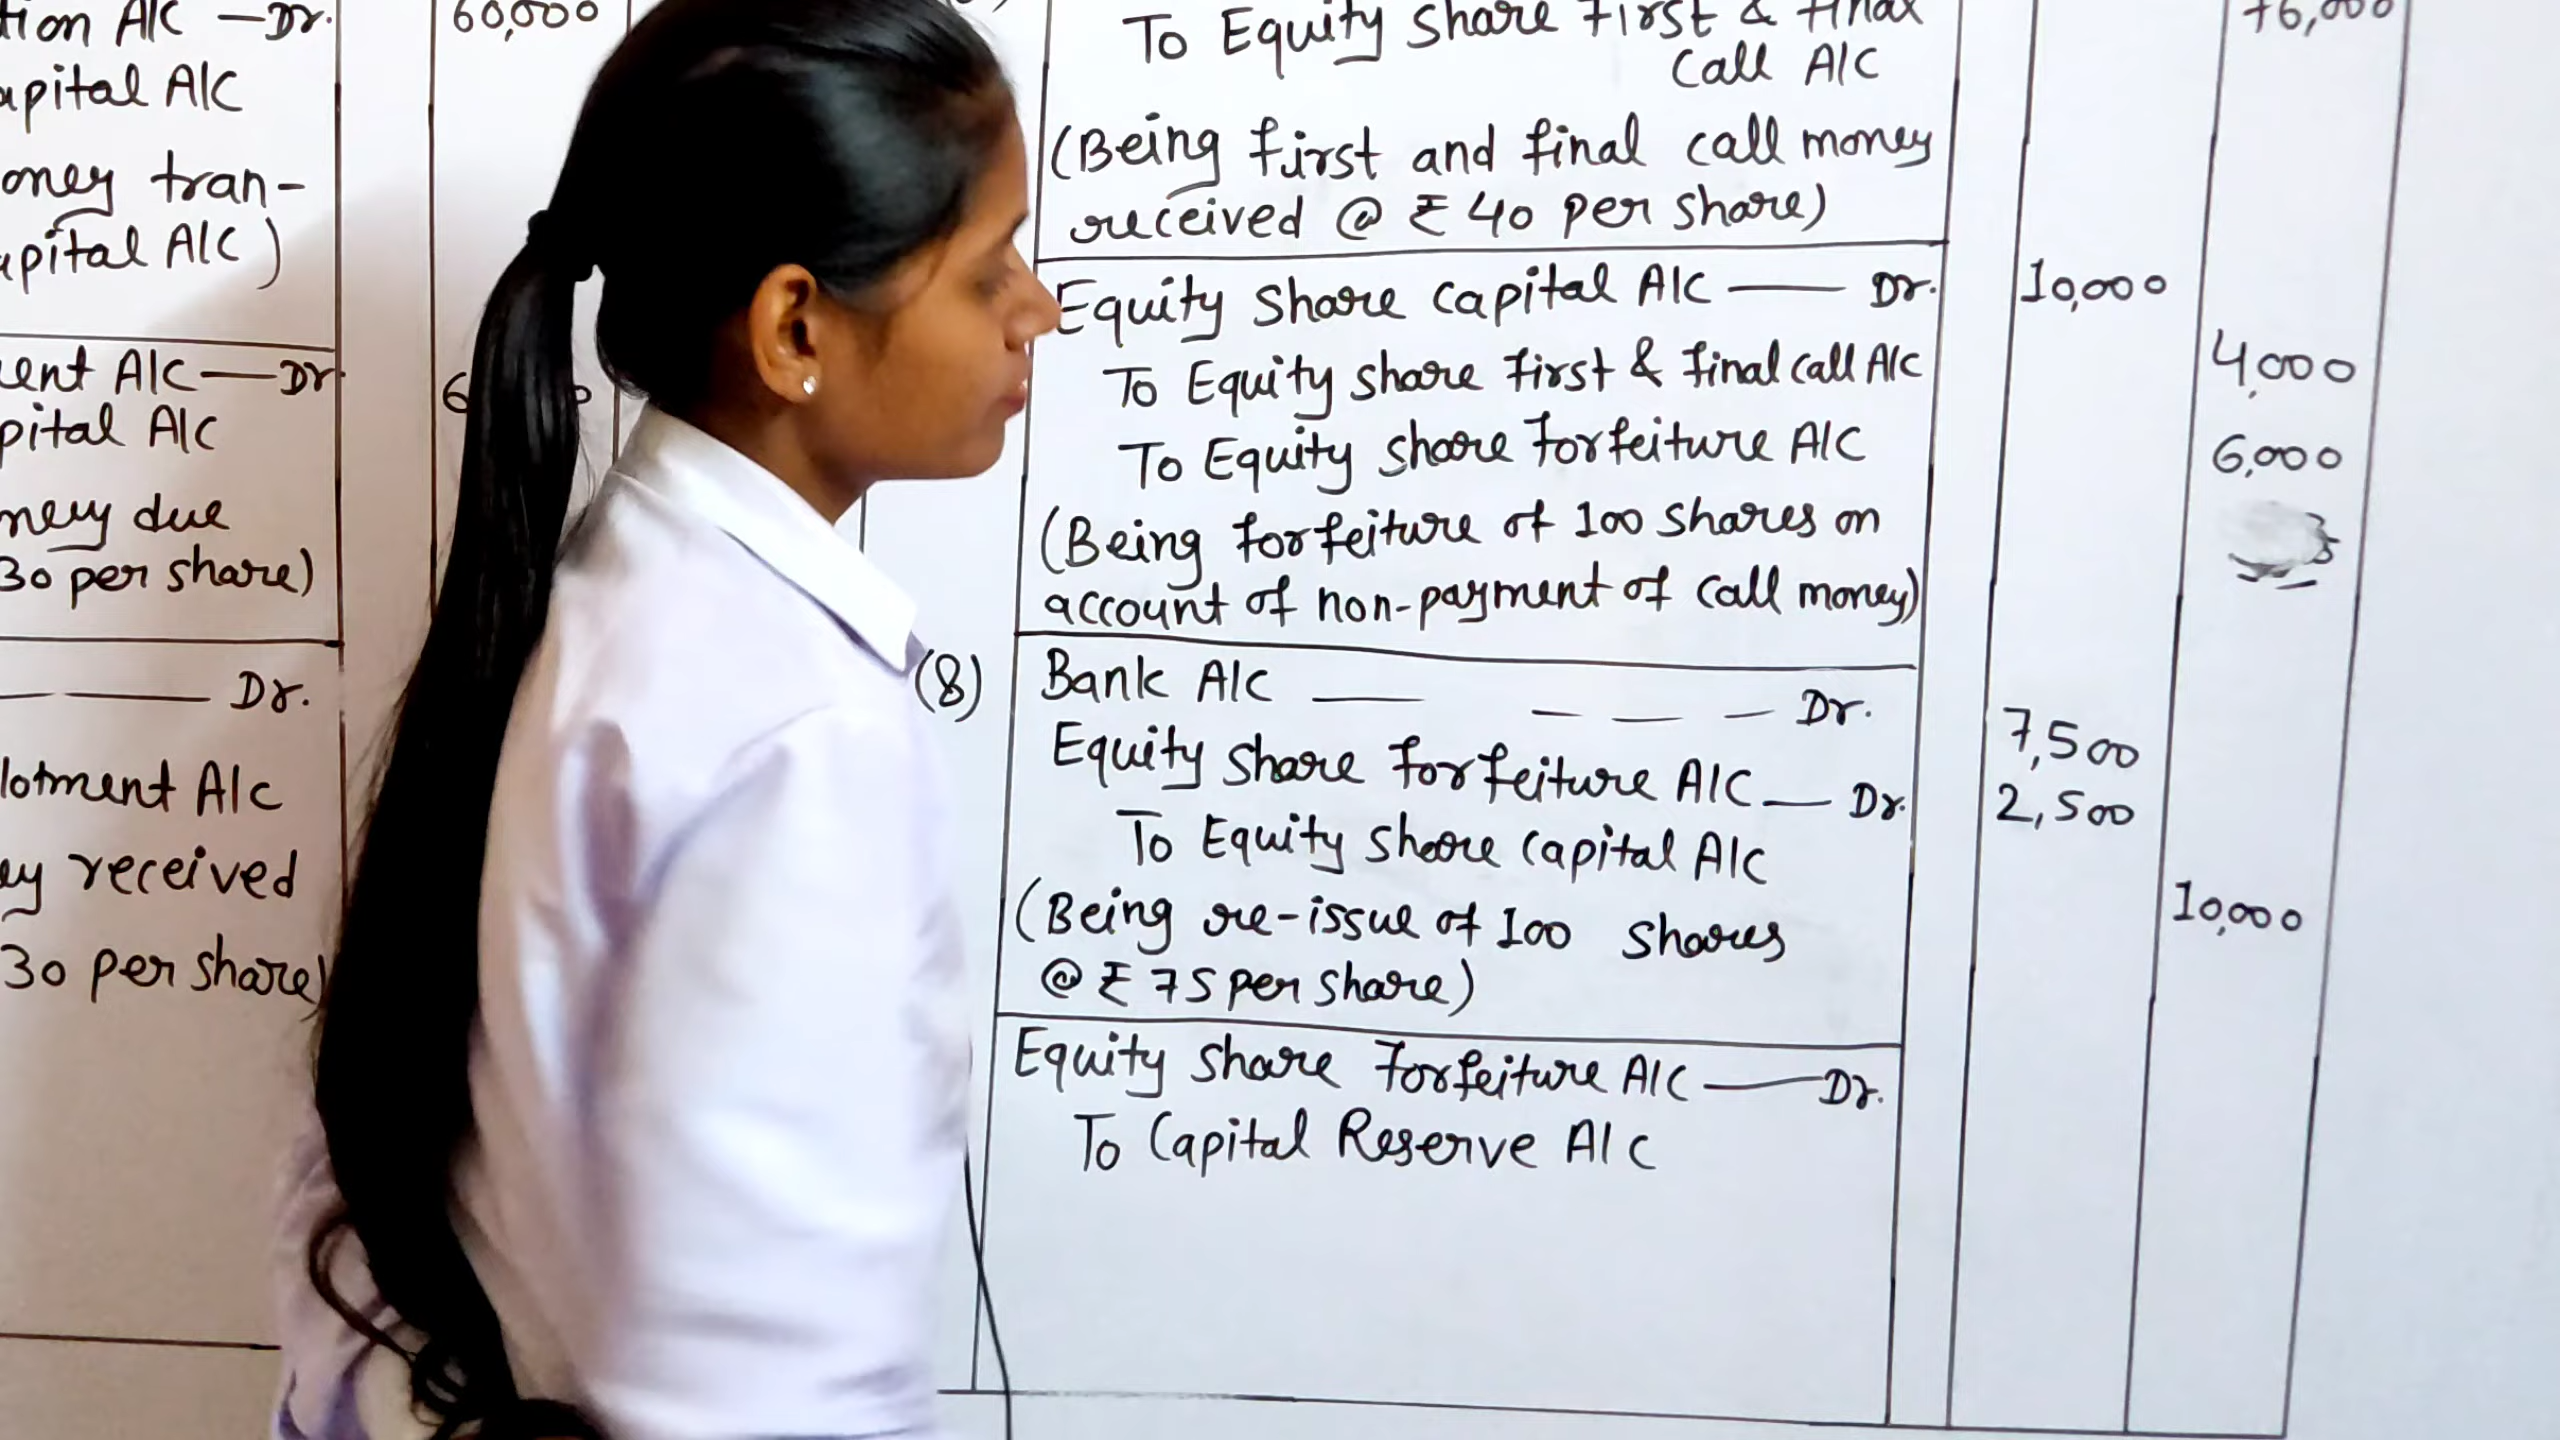 tion A/C —Dr. 60,000
apital A/C
oney tran-
apital A/C)
ent A/C — Dr
pital A/C
ney due
30 per share)
——— Dr.
lotment A/C
ey received
30 per share)
To Equity share first & final 76,000
Call A/C
(Being first and final call money
received @ ₹ 40 per share)
Equity Share Capital A/C —— Dr. 10,000
To Equity share first & final call A/C 4,000
To Equity share forfeiture A/C 6,000
(Being forfeiture of 100 shares on
account of non-payment of call money)
(8) Bank A/C —— — — — Dr. 7,500
Equity share forfeiture A/C — Dr. 2,500
To Equity share capital A/C 10,000
(Being re-issue of 100 shares
@ ₹ 75 per share)
Equity share forfeiture A/C —— Dr.
To Capital Reserve A/C